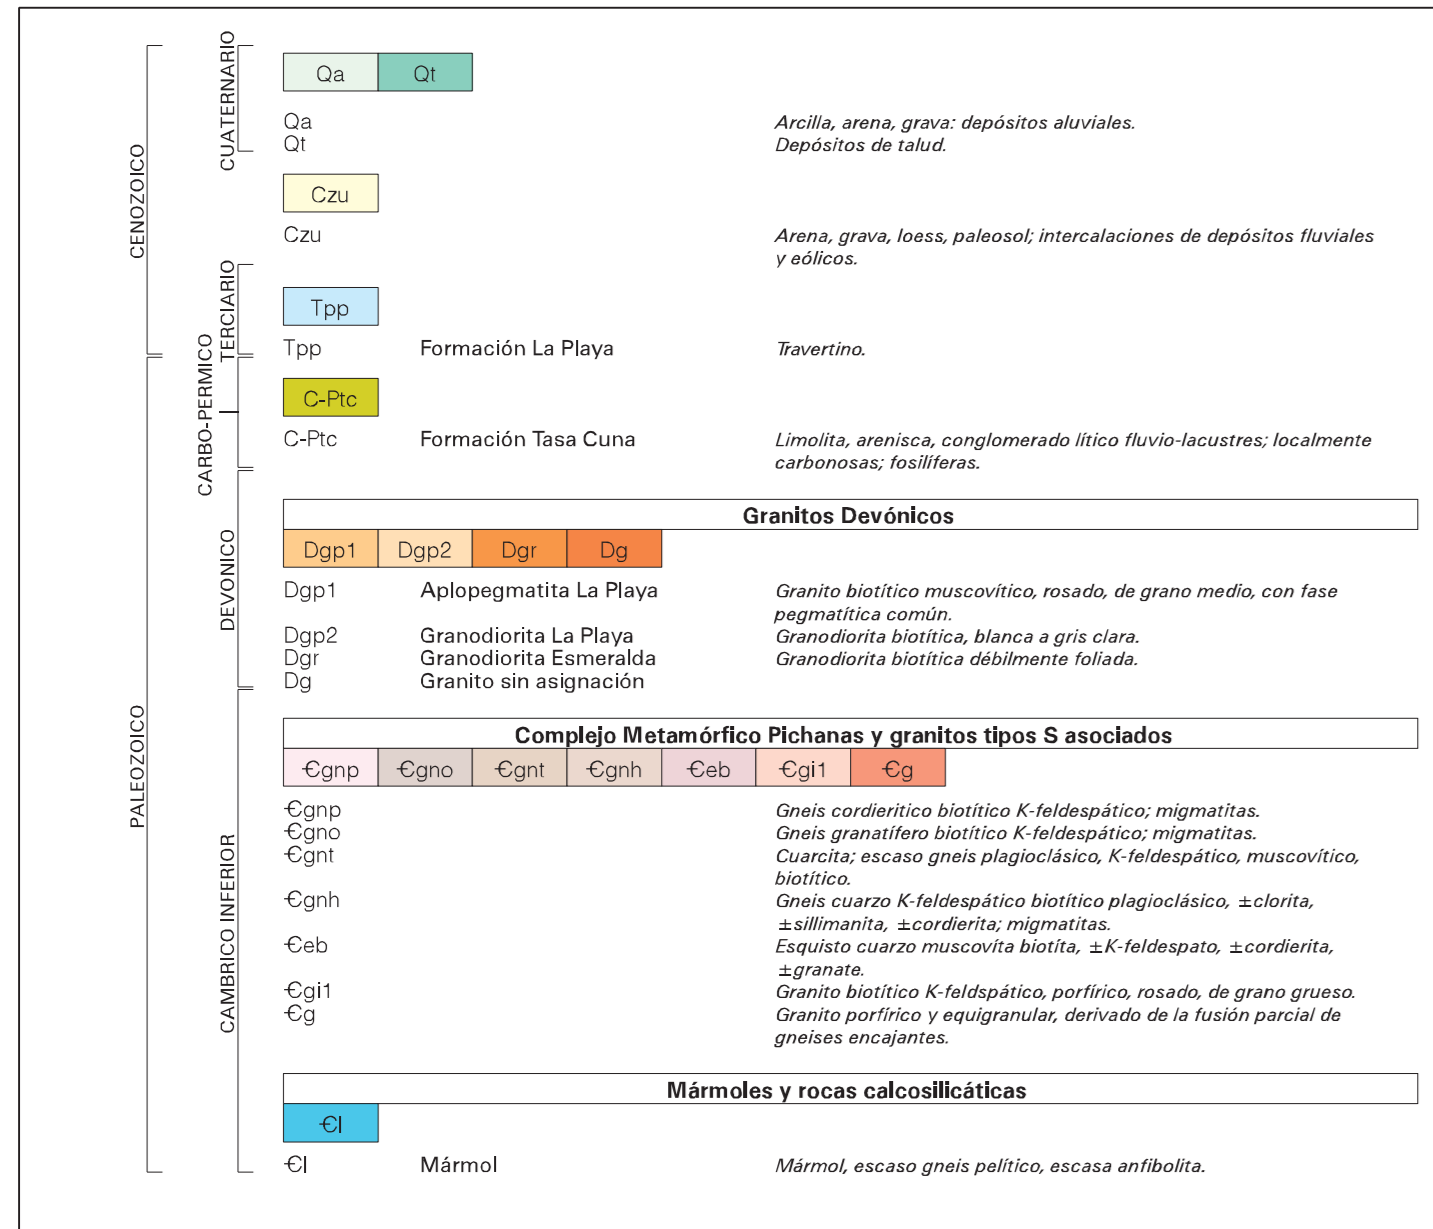 CENOZOICO
CUATERNARIO
Qa Qt
Qa Arcilla, arena, grava: depósitos aluviales.
Qt Depósitos de talud.
Czu
Czu Arena, grava, loess, paleosol; intercalaciones de depósitos fluviales
y eólicos.
TERCIARIO
Tpp
Tpp Formación La Playa Travertino.
PALEOZOICO
CARBO-PERMICO
C-Ptc
C-Ptc Formación Tasa Cuna Limolita, arenisca, conglomerado lítico fluvio-lacustres; localmente
carbonosas; fosilíferas.
DEVONICO
Granitos Devónicos
Dgp1 Dgp2 Dgr Dg
Dgp1 Aplopegmatita La Playa Granito biotítico muscovítico, rosado, de grano medio, con fase
pegmatítica común.
Dgp2 Granodiorita La Playa Granodiorita biotítica, blanca a gris clara.
Dgr Granodiorita Esmeralda Granodiorita biotítica débilmente foliada.
Dg Granito sin asignación
CAMBRICO INFERIOR
Complejo Metamórfico Pichanas y granitos tipos S asociados
€gnp €gno €gnt €gnh €eb €gi1 €g
€gnp Gneis cordieritico biotítico K-feldespático; migmatitas.
€gno Gneis granatífero biotítico K-feldespático; migmatitas.
€gnt Cuarcita; escaso gneis plagioclásico, K-feldespático, muscovítico,
biotítico.
€gnh Gneis cuarzo K-feldespático biotítico plagioclásico, ±clorita,
±sillimanita, ±cordierita; migmatitas.
€eb Esquisto cuarzo muscovíta biotíta, ±K-feldespato, ±cordierita,
±granate.
€gi1 Granito biotítico K-feldspático, porfírico, rosado, de grano grueso.
€g Granito porfírico y equigranular, derivado de la fusión parcial de
gneises encajantes.
Mármoles y rocas calcosilicáticas
€l
€l Mármol Mármol, escaso gneis pelítico, escasa anfibolita.